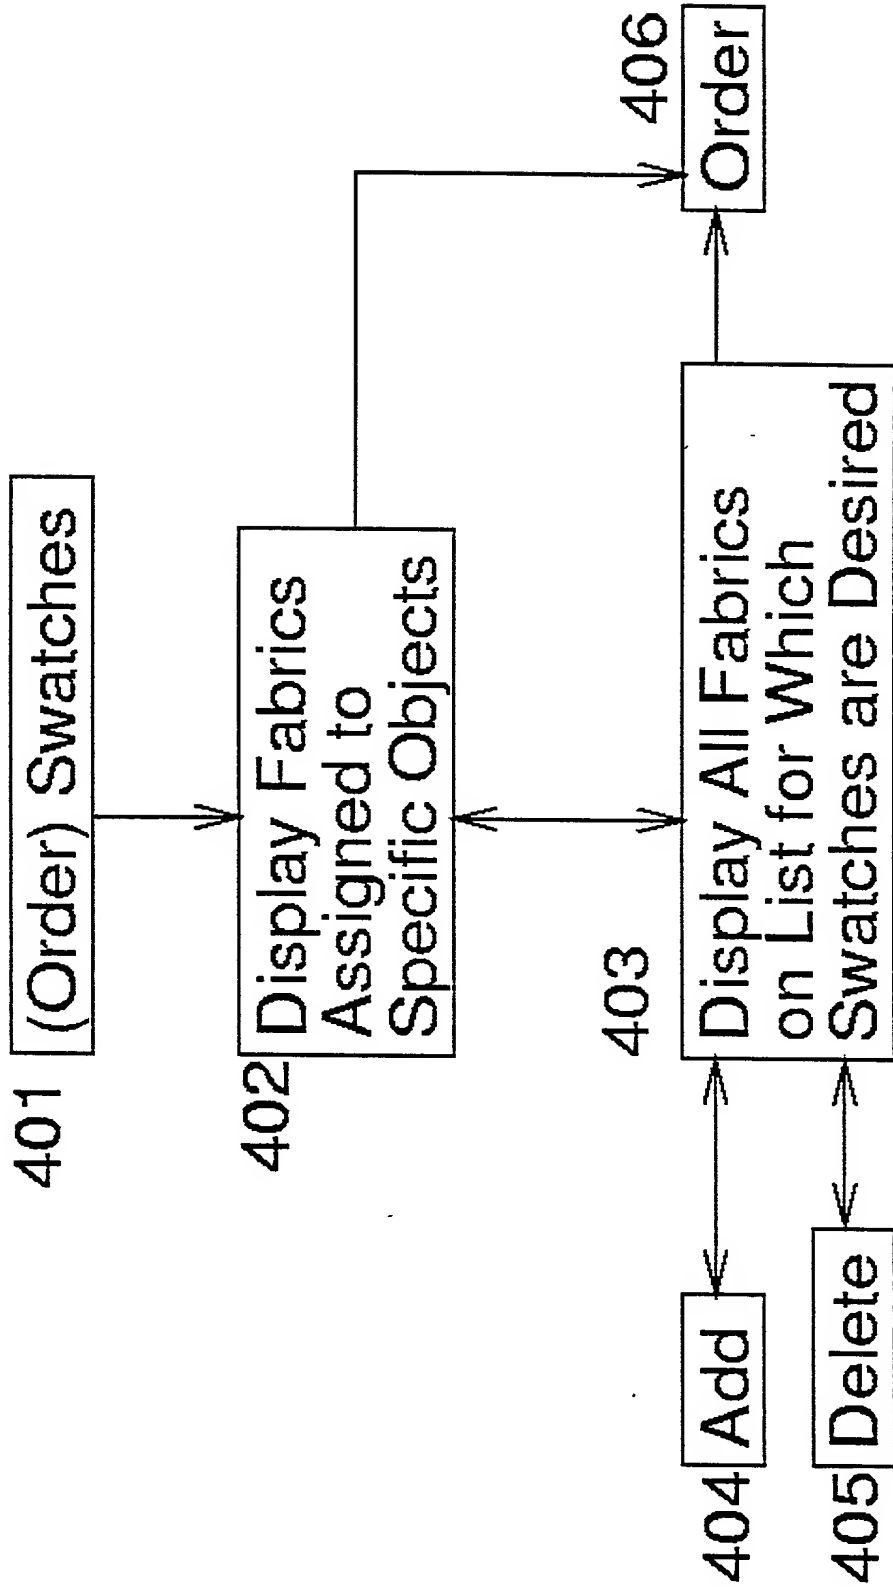 401 (Order) Swatches
402
Display Fabrics
Assigned to
Specific Objects
403
Display All Fabrics
on List for Which
Swatches are Desired
404 Add
405 Delete
406
Order